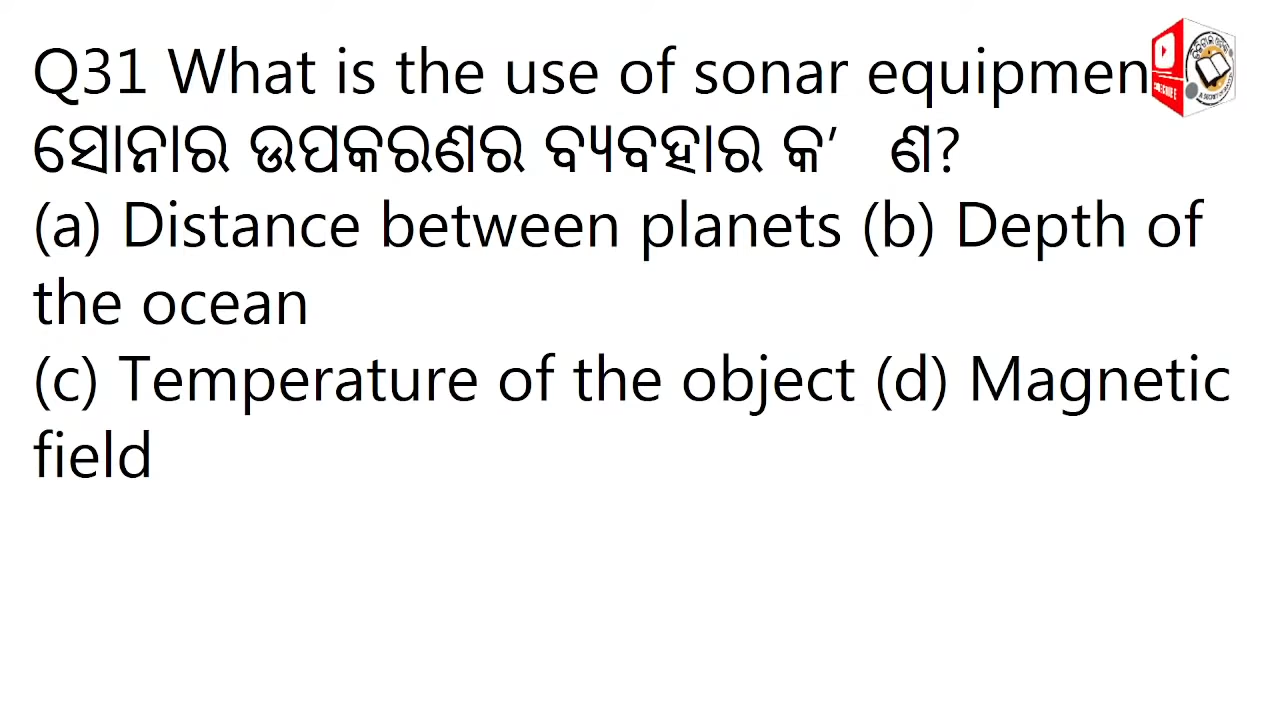 Q31 What is the use of sonar equipmen
ସୋନାର ଉପକରଣର ବ୍ୟବହାର କ’ ଣ?
(a) Distance between planets (b) Depth of
the ocean
(c) Temperature of the object (d) Magnetic
field